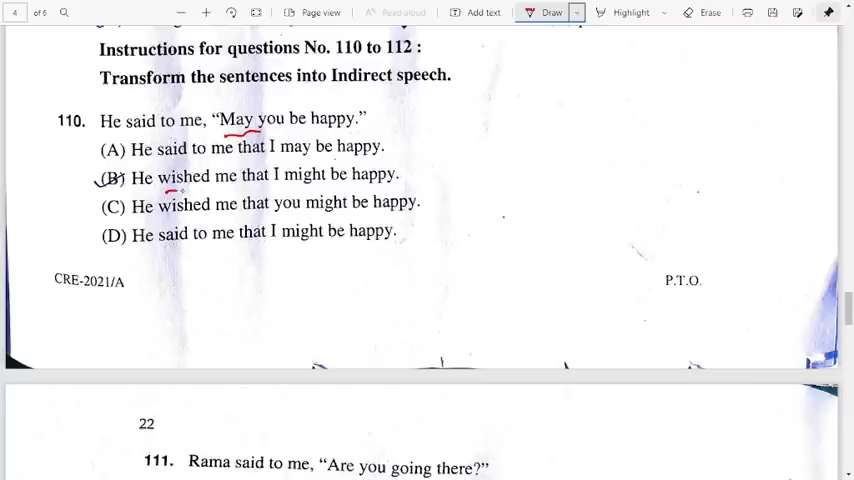 4 of 6 Page view Read aloud Add text Draw Highlight Erase
Instructions for questions No. 110 to 112 :
Transform the sentences into Indirect speech.
110. He said to me, “May you be happy.”
(A) He said to me that I may be happy.
(B) He wished me that I might be happy.
(C) He wished me that you might be happy.
(D) He said to me that I might be happy.
CRE-2021/A P.T.O.
22
111. Rama said to me, “Are you going there?”